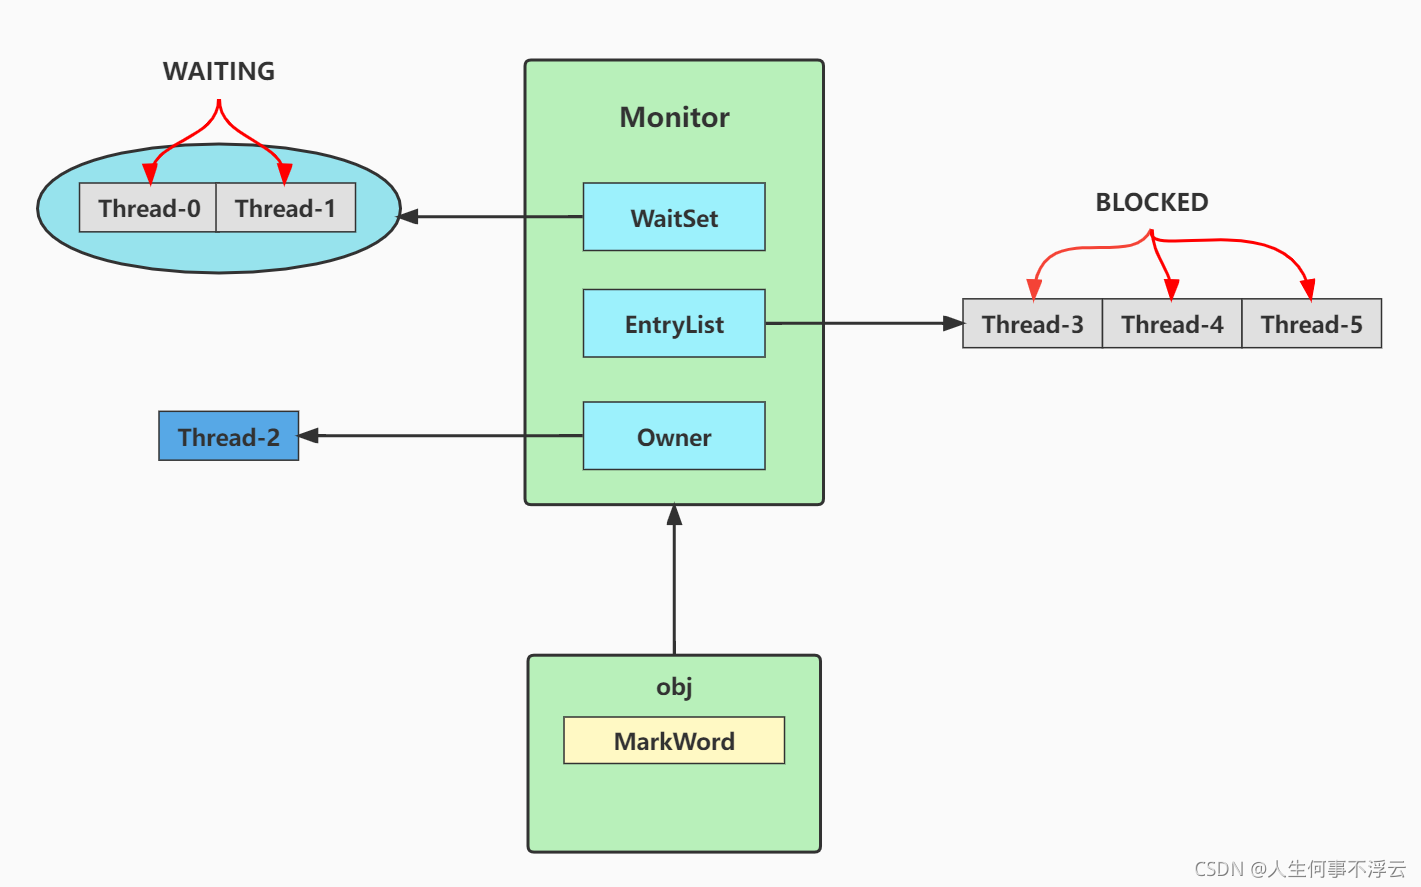 WAITING
Thread-0
Thread-1
Monitor
WaitSet
EntryList
Owner
BLOCKED
Thread-3
Thread-4
Thread-5
Thread-2
obj
MarkWord
CSDN @人生何事不浮云